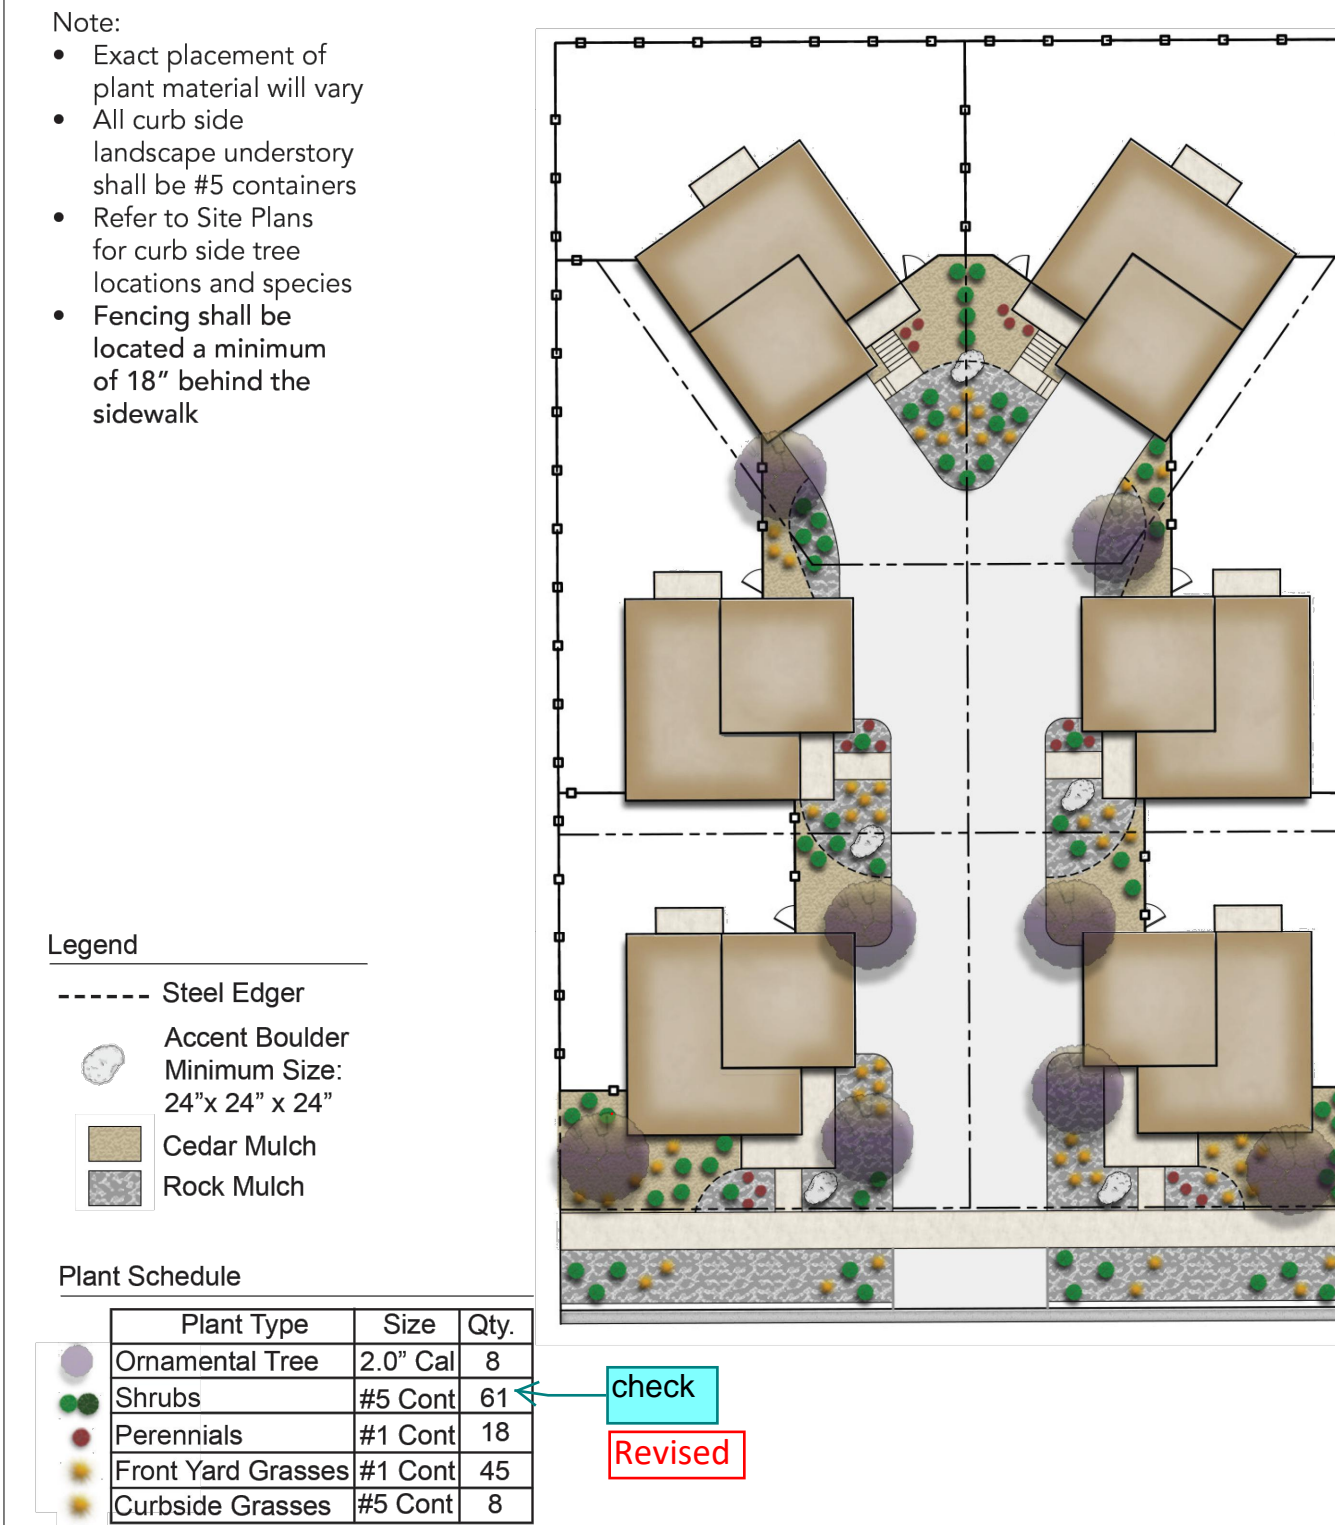 Note:
• Exact placement of
plant material will vary
• All curb side
landscape understory
shall be #5 containers
• Refer to Site Plans
for curb side tree
locations and species
• Fencing shall be
located a minimum
of 18” behind the
sidewalk
Legend
Steel Edger
Accent Boulder
Minimum Size:
24”x 24” x 24”
Cedar Mulch
Rock Mulch
Plant Schedule
Plant Type Size Qty.
Ornamental Tree 2.0” Cal 8
Shrubs #5 Cont 61
Perennials #1 Cont 18
Front Yard Grasses #1 Cont 45
Curbside Grasses #5 Cont 8
check
Revised